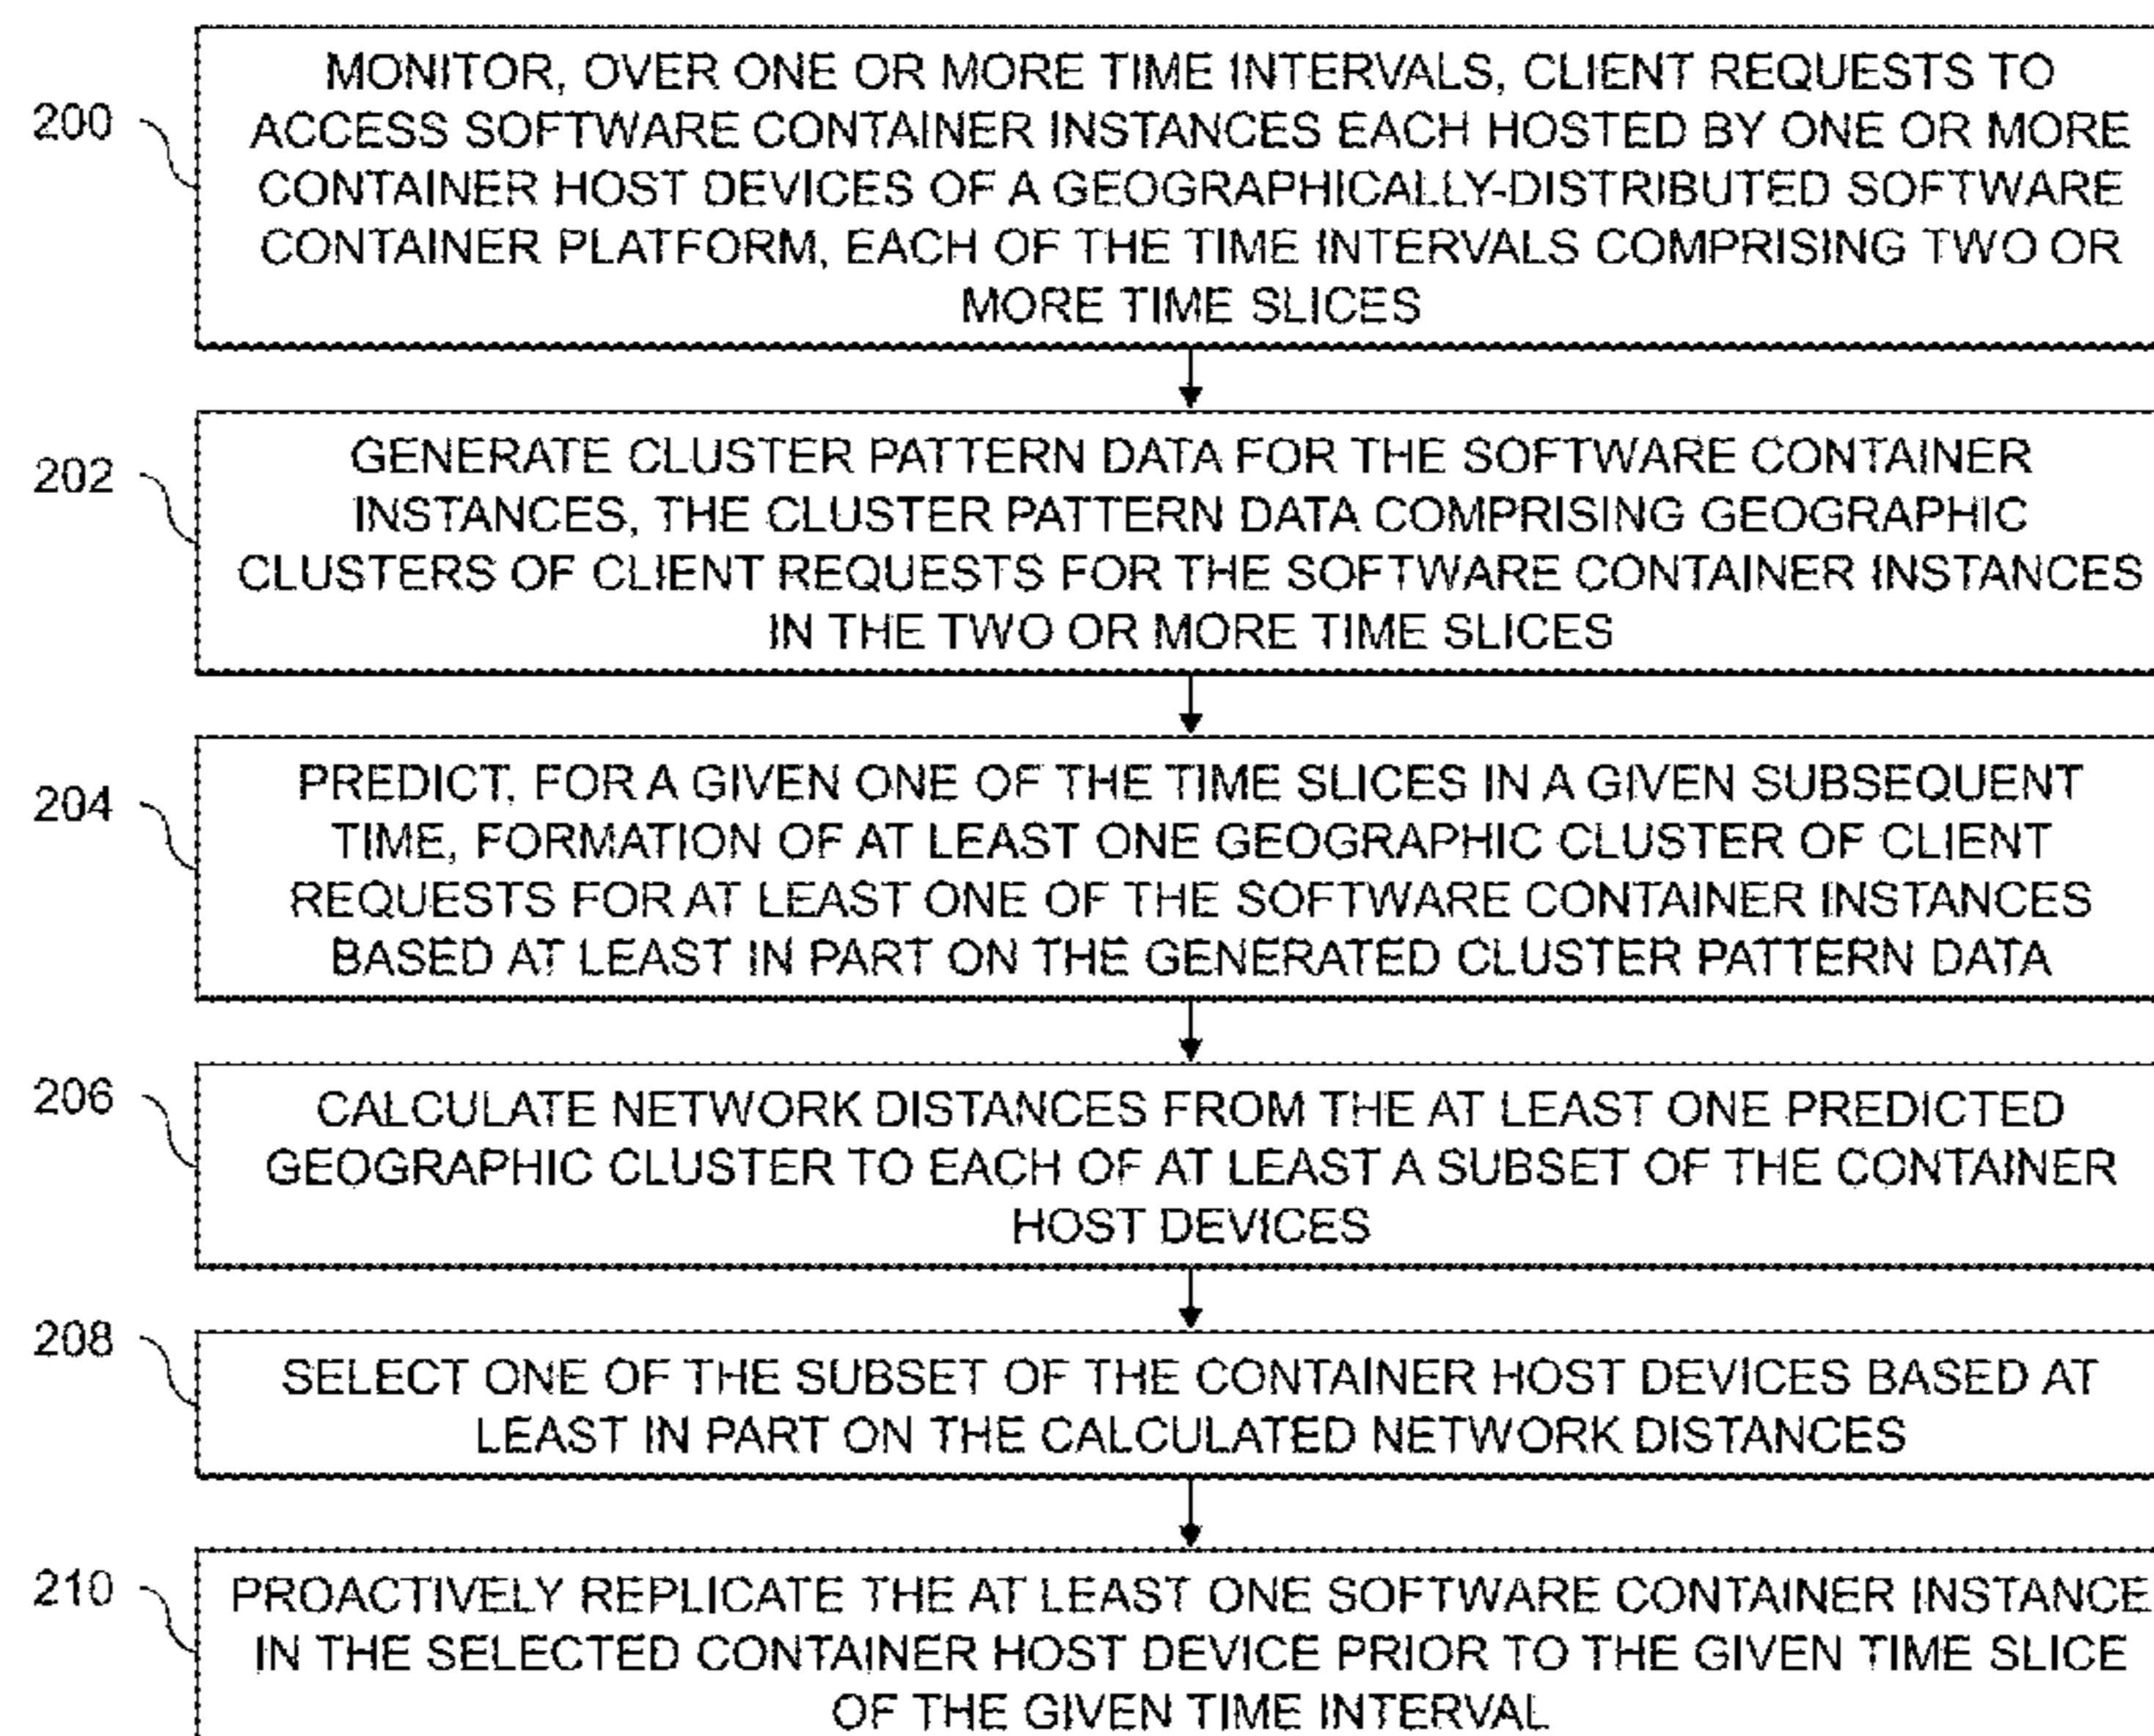 200
MONITOR, OVER ONE OR MORE TIME INTERVALS, CLIENT REQUESTS TO
ACCESS SOFTWARE CONTAINER INSTANCES EACH HOSTED BY ONE OR MORE
CONTAINER HOST DEVICES OF A GEOGRAPHICALLY-DISTRIBUTED SOFTWARE
CONTAINER PLATFORM, EACH OF THE TIME INTERVALS COMPRISING TWO OR
MORE TIME SLICES
202
GENERATE CLUSTER PATTERN DATA FOR THE SOFTWARE CONTAINER
INSTANCES, THE CLUSTER PATTERN DATA COMPRISING GEOGRAPHIC
CLUSTERS OF CLIENT REQUESTS FOR THE SOFTWARE CONTAINER INSTANCES
IN THE TWO OR MORE TIME SLICES
204
PREDICT, FOR A GIVEN ONE OF THE TIME SLICES IN A GIVEN SUBSEQUENT
TIME, FORMATION OF AT LEAST ONE GEOGRAPHIC CLUSTER OF CLIENT
REQUESTS FOR AT LEAST ONE OF THE SOFTWARE CONTAINER INSTANCES
BASED AT LEAST IN PART ON THE GENERATED CLUSTER PATTERN DATA
206
CALCULATE NETWORK DISTANCES FROM THE AT LEAST ONE PREDICTED
GEOGRAPHIC CLUSTER TO EACH OF AT LEAST A SUBSET OF THE CONTAINER
HOST DEVICES
208
SELECT ONE OF THE SUBSET OF THE CONTAINER HOST DEVICES BASED AT
LEAST IN PART ON THE CALCULATED NETWORK DISTANCES
210
PROACTIVELY REPLICATE THE AT LEAST ONE SOFTWARE CONTAINER INSTANCE
IN THE SELECTED CONTAINER HOST DEVICE PRIOR TO THE GIVEN TIME SLICE
OF THE GIVEN TIME INTERVAL